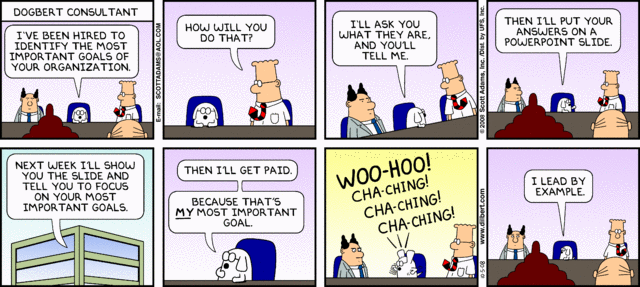 DOGBERT CONSULTANT
I'VE BEEN HIRED TO
IDENTIFY THE MOST
IMPORTANT GOALS OF
YOUR ORGANIZATION.
E-mail: SCOTTADAMS@AOL.COM
HOW WILL YOU
DO THAT?
I'LL ASK YOU
WHAT THEY ARE,
AND YOU'LL
TELL ME.
© 2008 Scott Adams, Inc. /Dist. by UFS, Inc.
THEN I'LL PUT YOUR
ANSWERS ON A
POWERPOINT SLIDE.
NEXT WEEK I'LL SHOW
YOU THE SLIDE AND
TELL YOU TO FOCUS
ON YOUR MOST
IMPORTANT GOALS.
THEN I'LL GET PAID.
BECAUSE THAT'S
MY MOST IMPORTANT
GOAL.
WOO-HOO!
CHA-CHING!
CHA-CHING!
CHA-CHING!
10-5-08 www.dilbert.com
I LEAD BY
EXAMPLE.